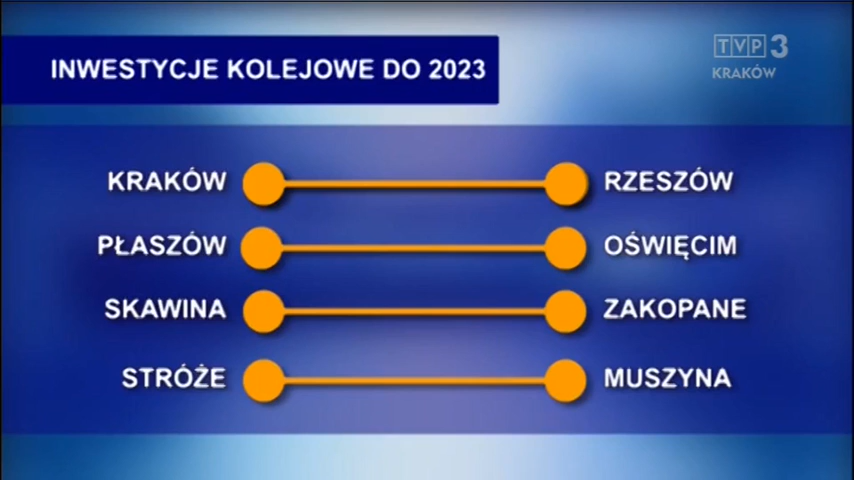 INWESTYCJE KOLEJOWE DO 2023
TVP3
KRAKÓW
KRAKÓW RZESZÓW
PŁASZÓW OŚWIĘCIM
SKAWINA ZAKOPANE
STRÓŻE MUSZYNA